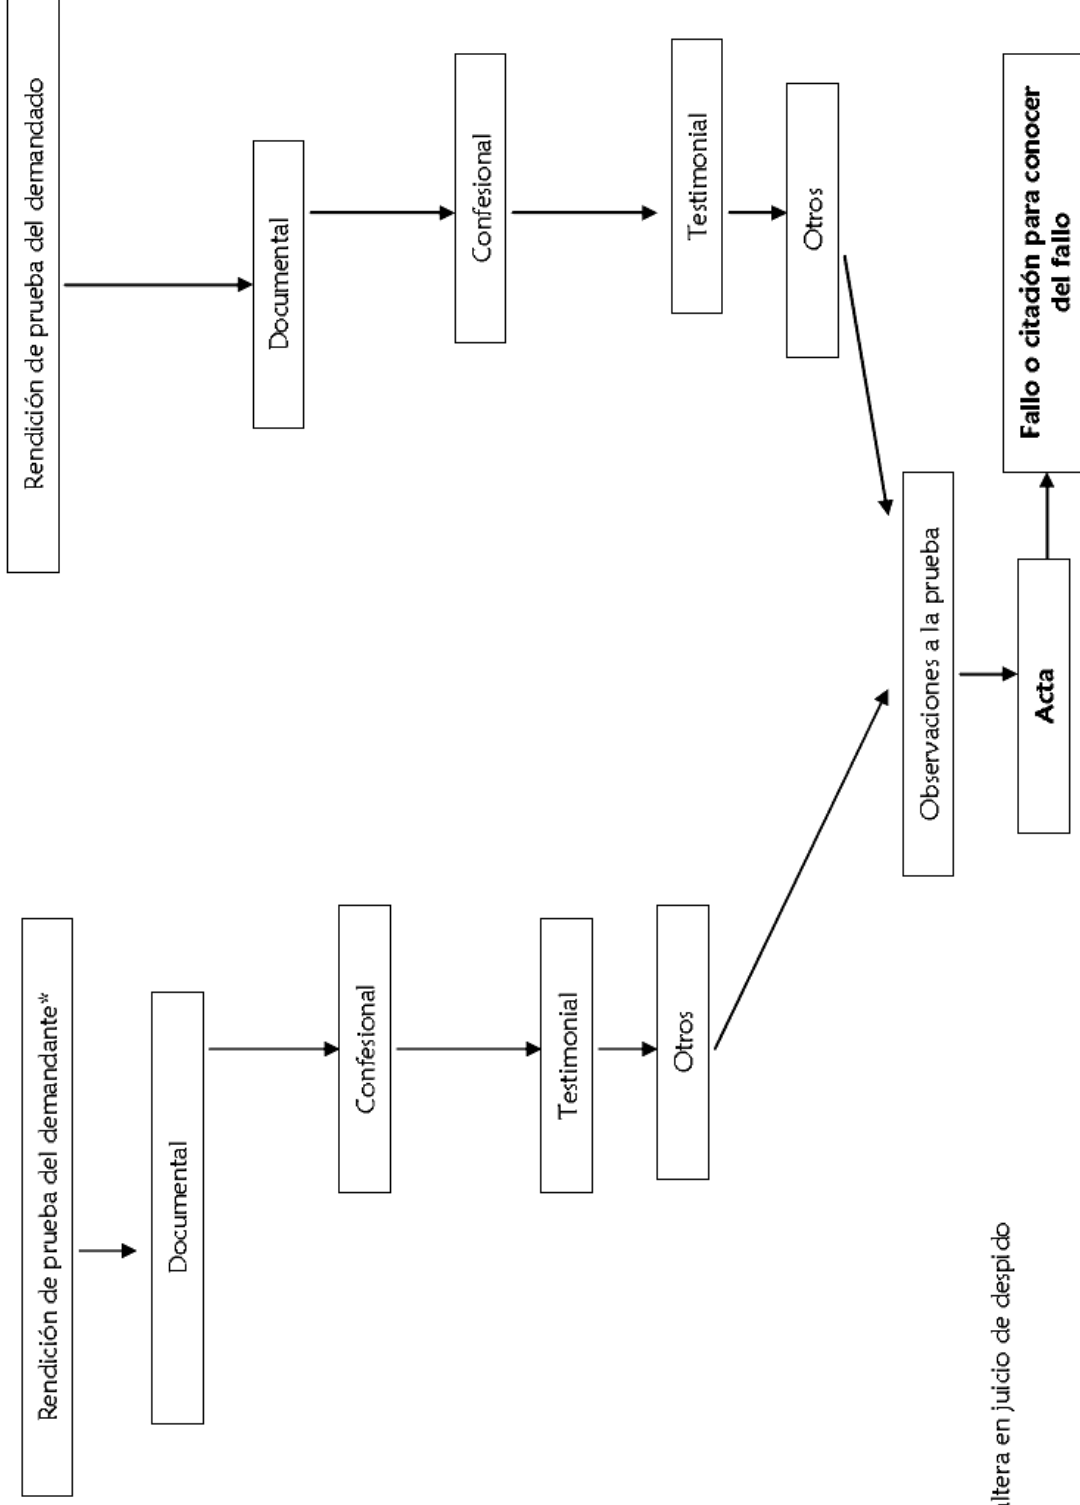 Rendición de prueba del demandante*
Documental
Confesional
Testimonial
Otros
Rendición de prueba del demandado
Documental
Confesional
Testimonial
Otros
Observaciones a la prueba
Acta
Fallo o citación para conocer
del fallo
en juicio de despido